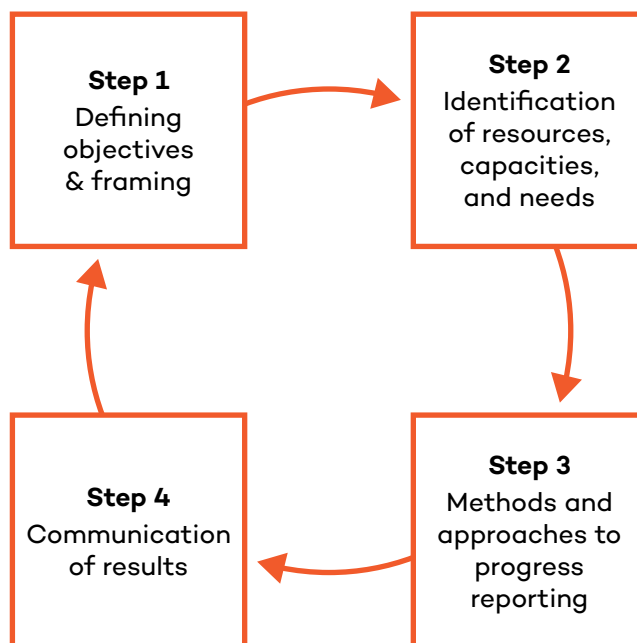 Step 1
Defining
objectives
& framing
Step 2
Identification
of resources,
capacities,
and needs
Step 3
Methods and
approaches to
progress
reporting
Step 4
Communication
of results